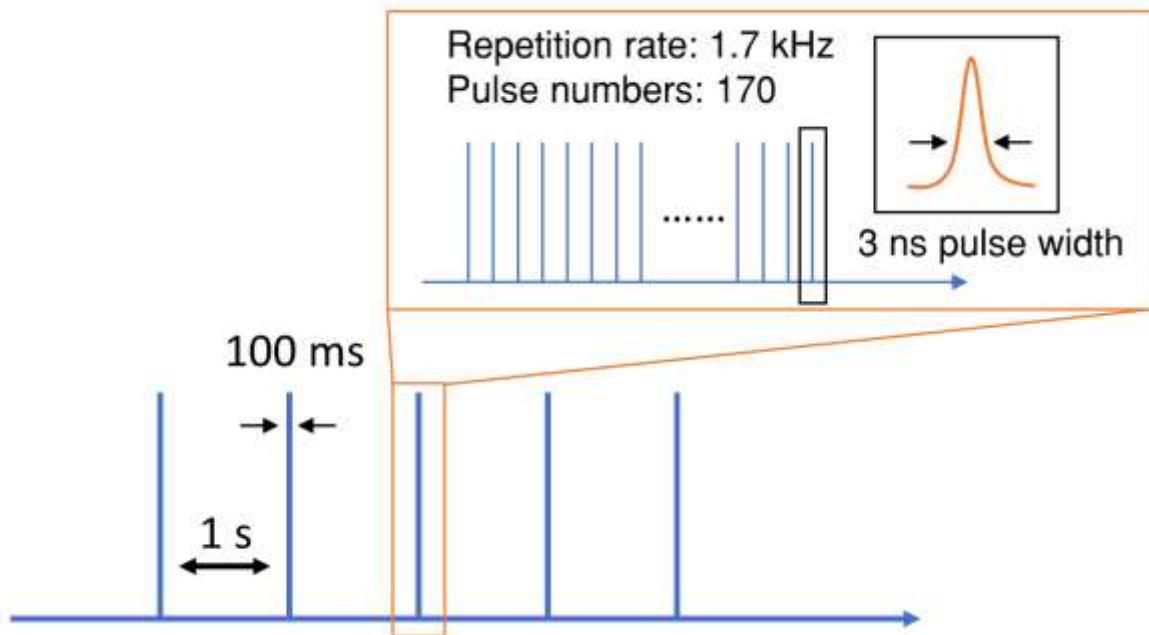 Repetition rate: 1.7 kHz
Pulse numbers: 170
......
3 ns pulse width
100 ms
1 s